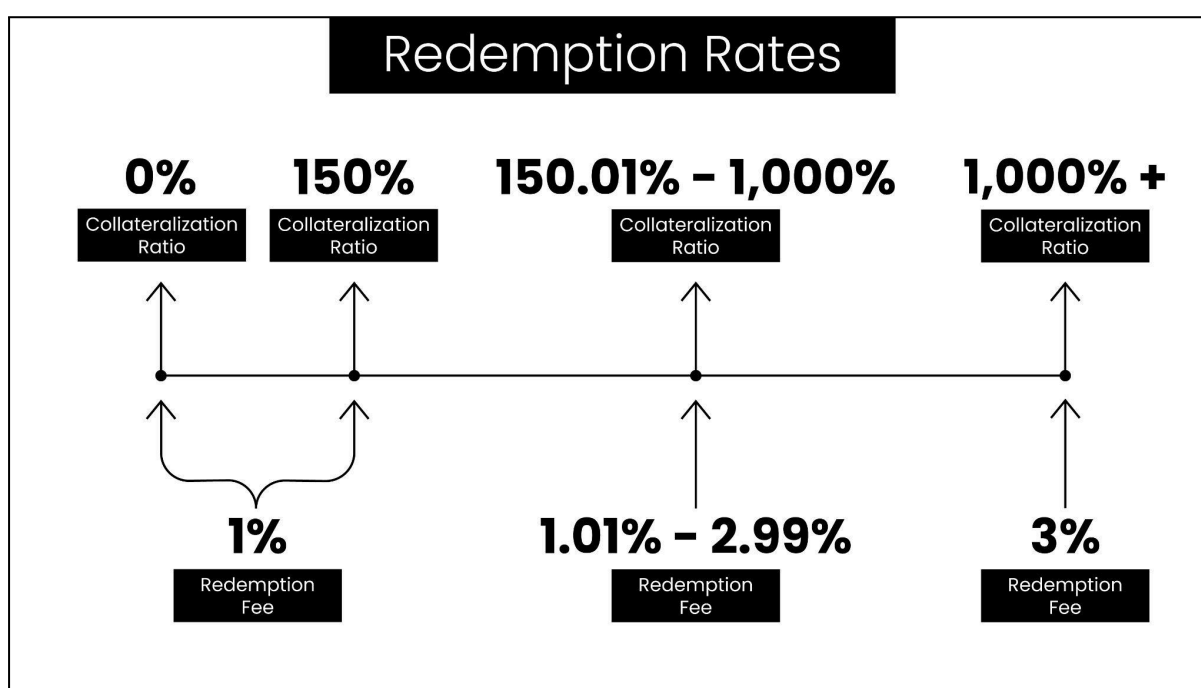 Redemption Rates
0%
150%
150.01% - 1,000%
1,000% +
Collateralization
Ratio
Collateralization
Ratio
Collateralization
Ratio
Collateralization
Ratio
1%
1.01% - 2.99%
3%
Redemption
Fee
Redemption
Fee
Redemption
Fee